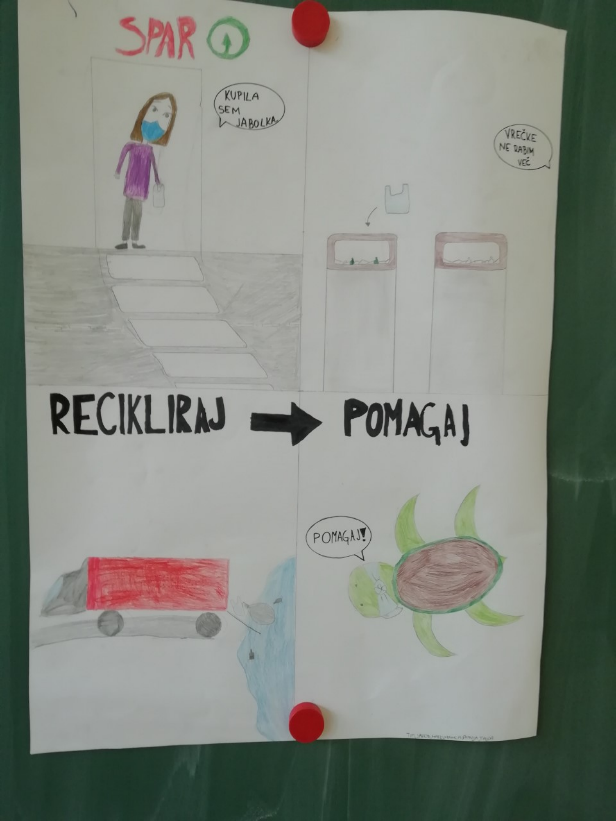 SPAR
KUPILA
SEM
JABOLKA
VREČKE
NE RABIM
VEČ
RECIKLIRAJ
POMAGAJ
POMAGAJ!